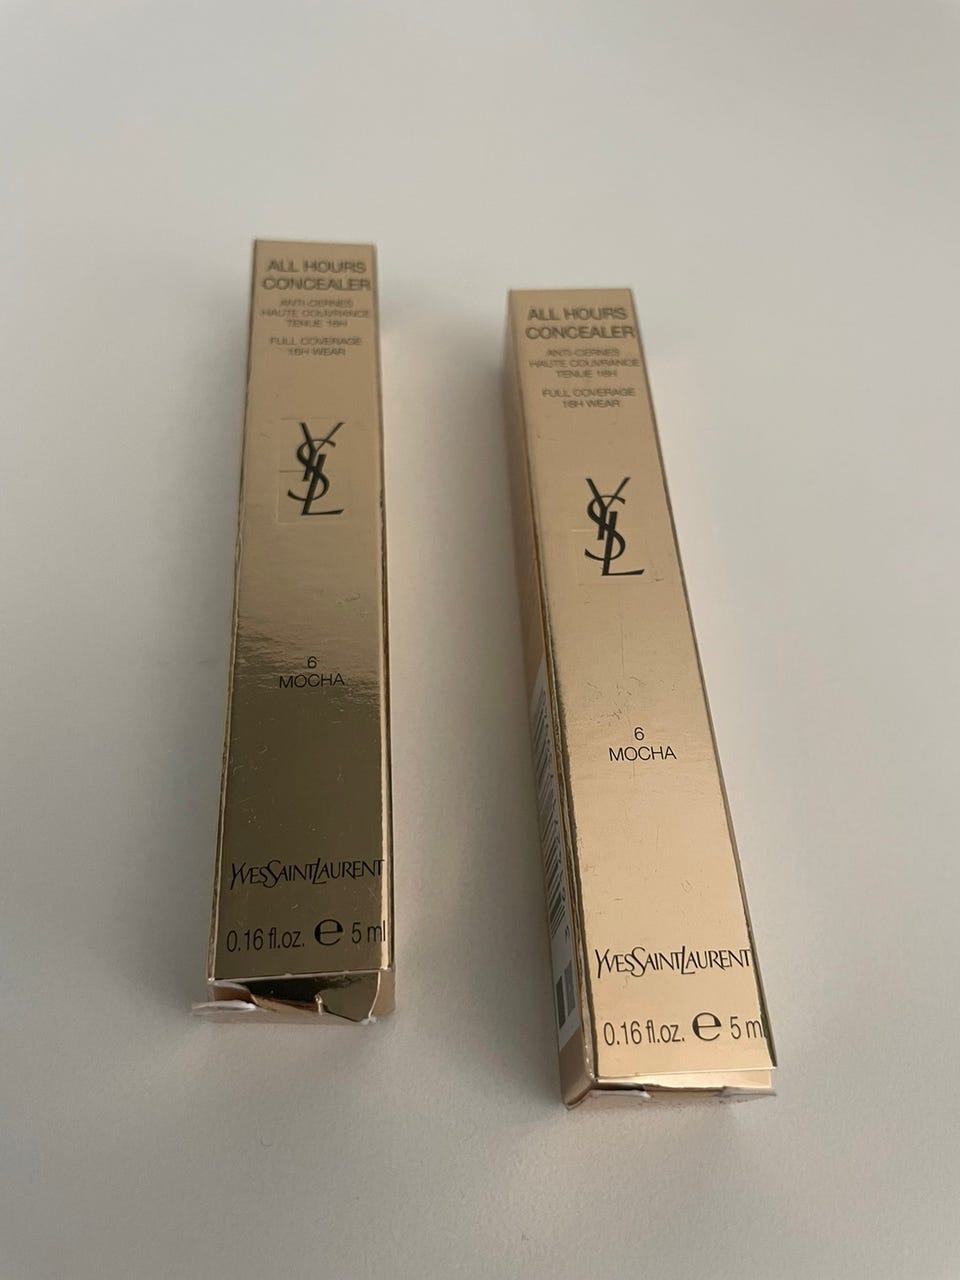 ALL HOURS
CONCEALER
ANTI-CERNES
HAUTE COUVRANCE
TENUE 16H
FULL COVERAGE
16H WEAR
YSL
6
MOCHA
YVESSAINTLAURENT
0.16 fl.oz. ℮ 5 ml
ALL HOURS
CONCEALER
ANTI-CERNES
HAUTE COUVRANCE
TENUE 16H
FULL COVERAGE
16H WEAR
YSL
6
MOCHA
YVESSAINTLAURENT
0.16 fl.oz. ℮ 5 ml